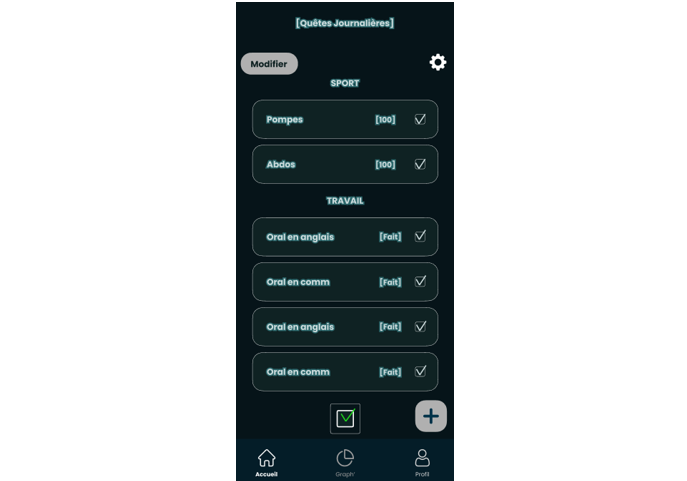 [Quêtes Journalières]
Modifier
SPORT
Pompes [100]
Abdos [100]
TRAVAIL
Oral en anglais [Fait]
Oral en comm [Fait]
Oral en anglais [Fait]
Oral en comm [Fait]
Accueil Graph' Profil